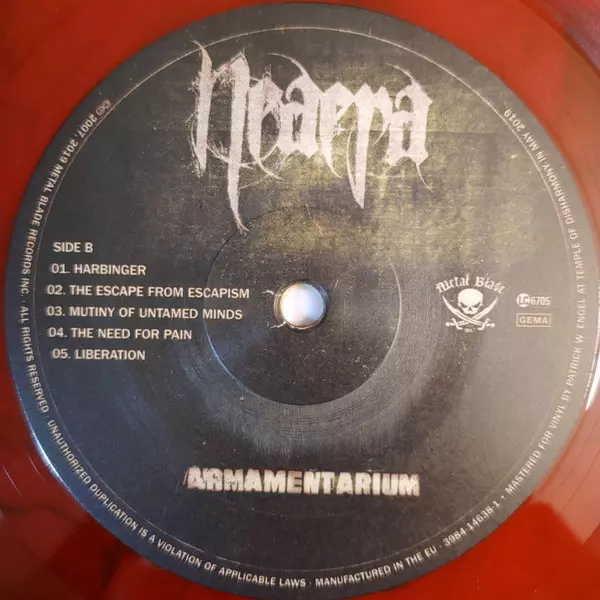 Neaera
SIDE B
01. HARBINGER
02. THE ESCAPE FROM ESCAPISM
03. MUTINY OF UNTAMED MINDS
04. THE NEED FOR PAIN
05. LIBERATION
Metal Blade
LC 6705
GEMA
ARMAMENTARIUM
℗© 2007, 2019 METAL BLADE RECORDS INC · ALL RIGHTS RESERVED · UNAUTHORIZED DUPLICATION IS A VIOLATION OF APPLICABLE LAWS · MANUFACTURED IN THE EU · 3984-14638-1 • MASTERED FOR VINYL BY PATRICK W. ENGEL AT TEMPLE OF DISHARMONY IN MAY 2019.